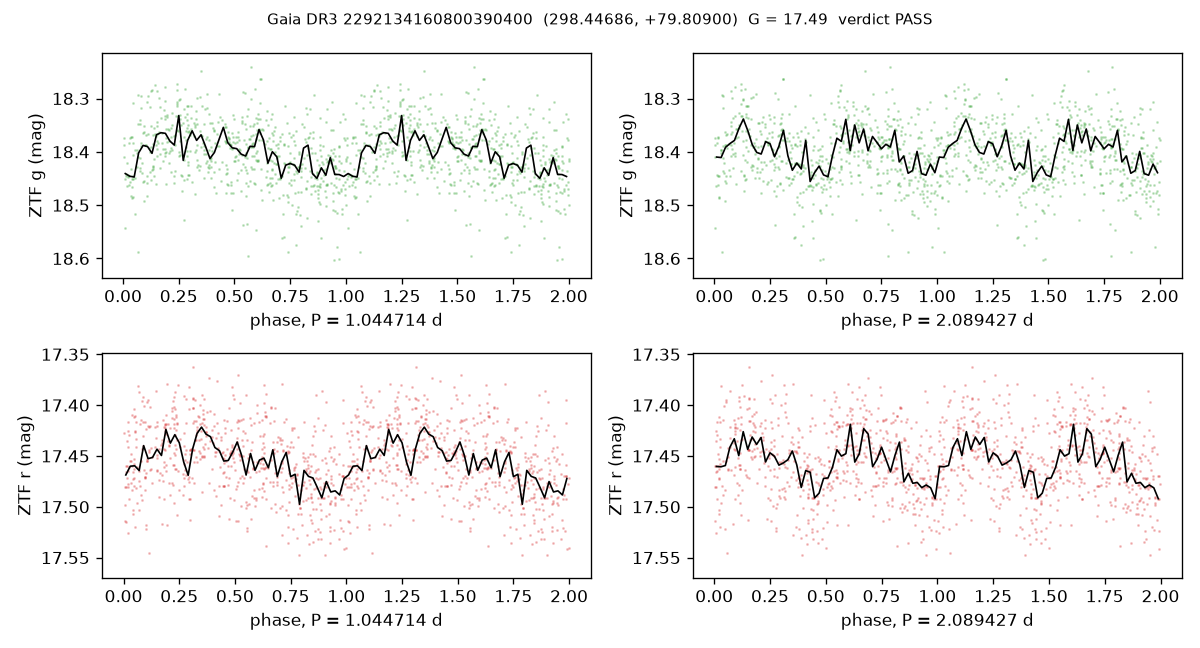 Gaia DR3 2292134160800390400 (298.44686, +79.80900) G = 17.49 verdict PASS
ZTF g (mag)
18.3
18.4
18.5
18.6
0.00 0.25 0.50 0.75 1.00 1.25 1.50 1.75 2.00
phase, P = 1.044714 d
ZTF g (mag)
18.3
18.4
18.5
18.6
0.00 0.25 0.50 0.75 1.00 1.25 1.50 1.75 2.00
phase, P = 2.089427 d
ZTF r (mag)
17.35
17.40
17.45
17.50
17.55
0.00 0.25 0.50 0.75 1.00 1.25 1.50 1.75 2.00
phase, P = 1.044714 d
ZTF r (mag)
17.35
17.40
17.45
17.50
17.55
0.00 0.25 0.50 0.75 1.00 1.25 1.50 1.75 2.00
phase, P = 2.089427 d